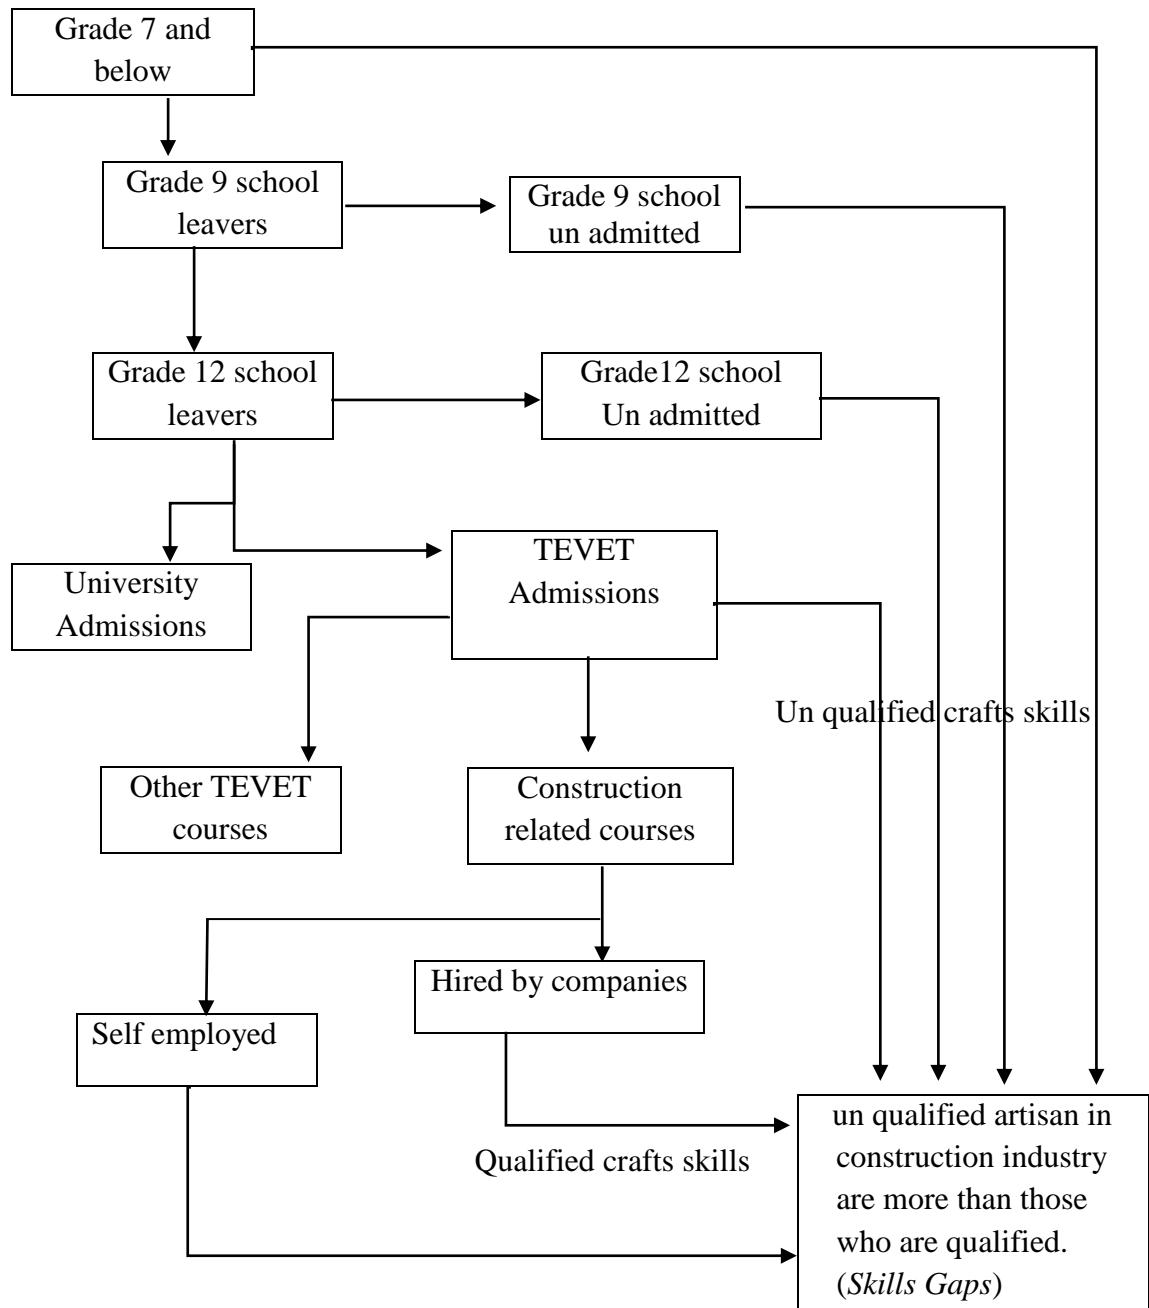 Grade 7 and
below
Grade 9 school
leavers
Grade 9 school
un admitted
Grade 12 school
leavers
Grade12 school
Un admitted
TEVET
Admissions
University
Admissions
Un qualified crafts skills
Other TEVET
courses
Construction
related courses
Hired by companies
Self employed
Qualified crafts skills
un qualified artisan in
construction industry
are more than those
who are qualified.
(Skills Gaps)